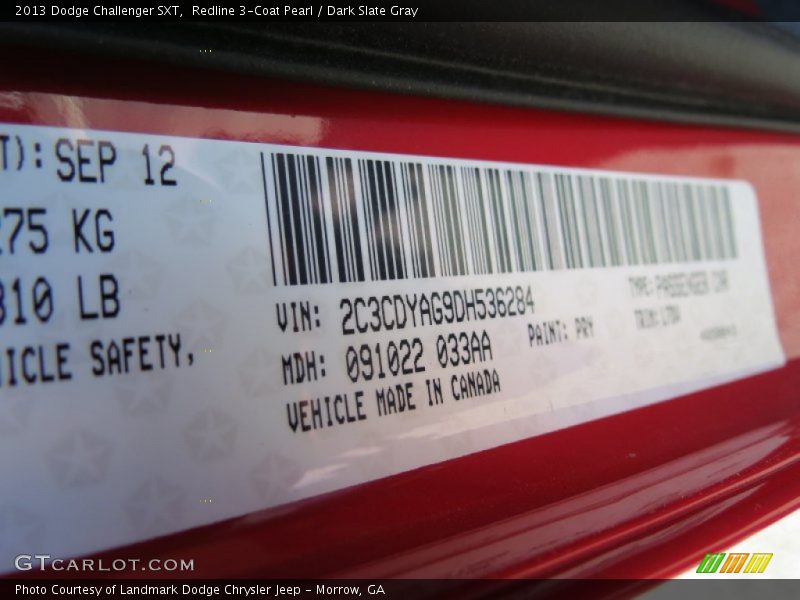 2013 Dodge Challenger SXT,  Redline 3-Coat Pearl / Dark Slate Gray
T): SEP 12
275 KG
310 LB
HICLE SAFETY,
VIN: 2C3CDYAG9DH536284
TYPE: PASSENGER CAR
MDH: 091022 033AA
PAINT: PRY
TRIM:
VEHICLE MADE IN CANADA
GTCARLOT.COM
Photo Courtesy of Landmark Dodge Chrysler Jeep - Morrow, GA